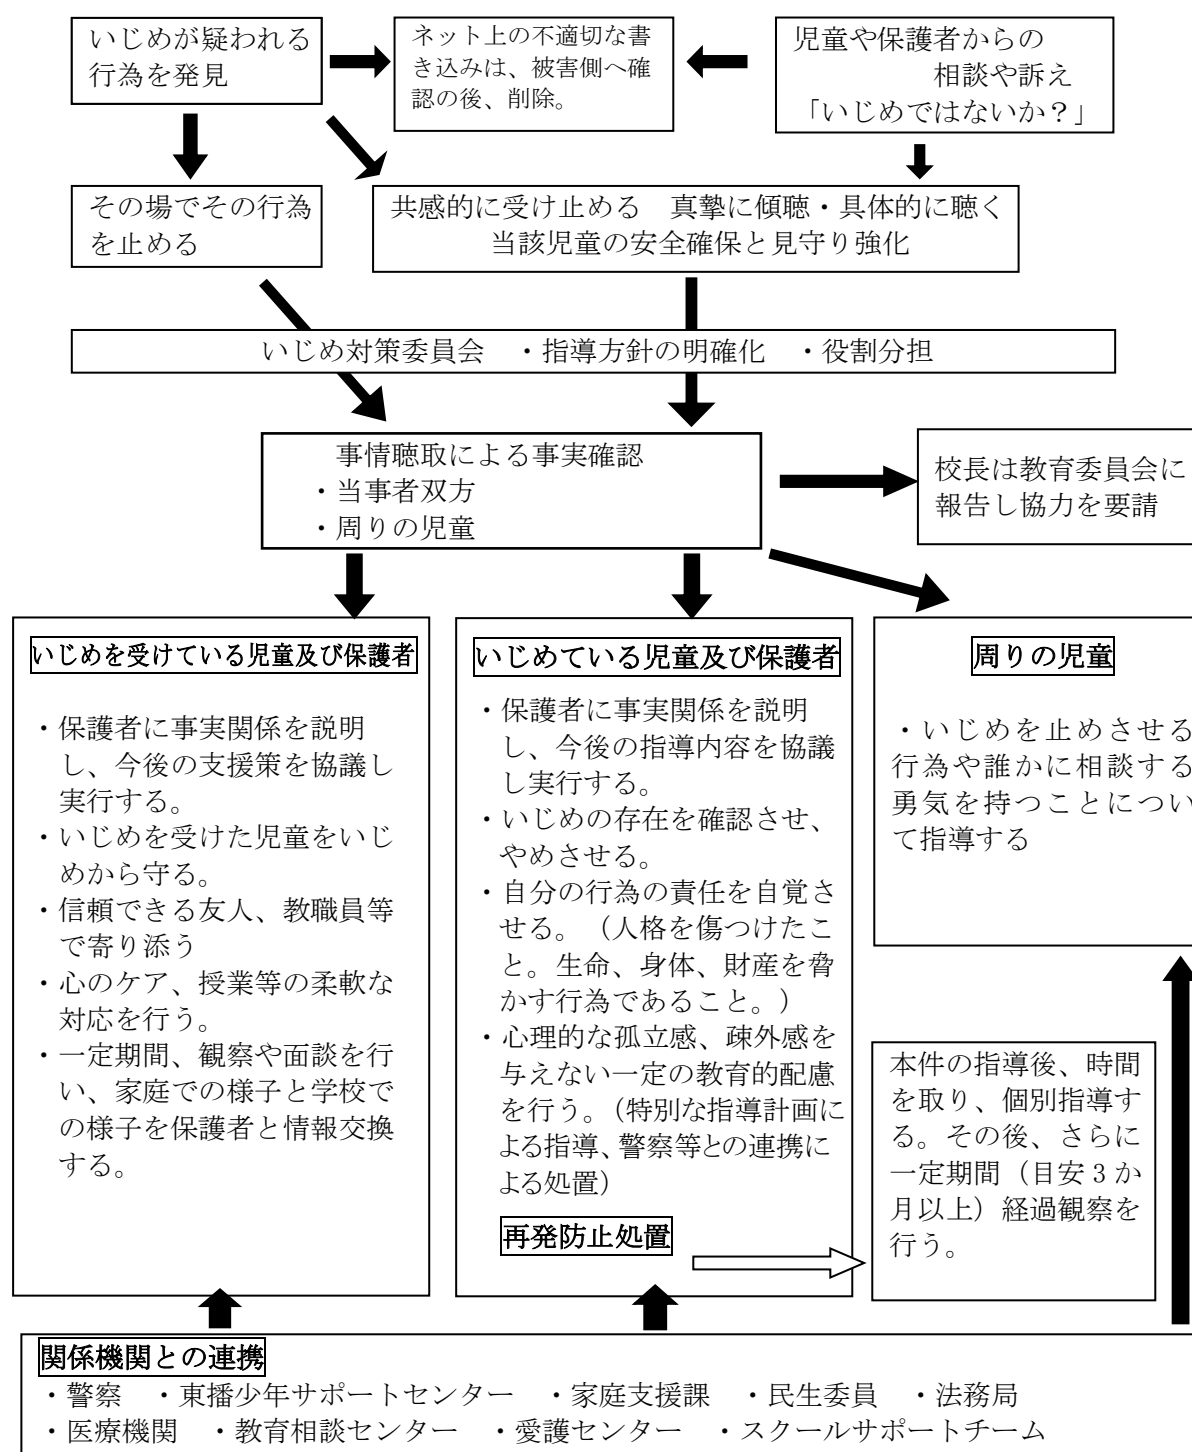 いじめが疑われる
行為を発見
ネット上の不適切な書
き込みは、被害側へ確
認の後、削除。
児童や保護者からの
相談や訴え
「いじめではないか？」
その場でその行為
を止める
共感的に受け止める　真摯に傾聴・具体的に聴く
当該児童の安全確保と見守り強化
いじめ対策委員会　・指導方針の明確化　・役割分担
事情聴取による事実確認
・当事者双方
・周りの児童
校長は教育委員会に
報告し協力を要請
いじめを受けている児童及び保護者
・保護者に事実関係を説明
し、今後の支援策を協議し
実行する。
・いじめを受けた児童をいじ
めから守る。
・信頼できる友人、教職員等
で寄り添う
・心のケア、授業等の柔軟な
対応を行う。
・一定期間、観察や面談を行
い、家庭での様子と学校で
の様子を保護者と情報交換
する。
いじめている児童及び保護者
・保護者に事実関係を説明
し、今後の指導内容を協議
し実行する。
・いじめの存在を確認させ、
やめさせる。
・自分の行為の責任を自覚さ
せる。（人格を傷つけたこ
と。生命、身体、財産を脅
かす行為であること。）
・心理的な孤立感、疎外感を
与えない一定の教育的配慮
を行う。（特別な指導計画に
よる指導、警察等との連携に
よる処置）
再発防止処置
周りの児童
・いじめを止めさせる
行為や誰かに相談する
勇気を持つことについ
て指導する
本件の指導後、時間
を取り、個別指導す
る。その後、さらに
一定期間（目安３か
月以上）経過観察を
行う。
関係機関との連携
・警察　・東播少年サポートセンター　・家庭支援課　・民生委員　・法務局
・医療機関　・教育相談センター　・愛護センター　・スクールサポートチーム